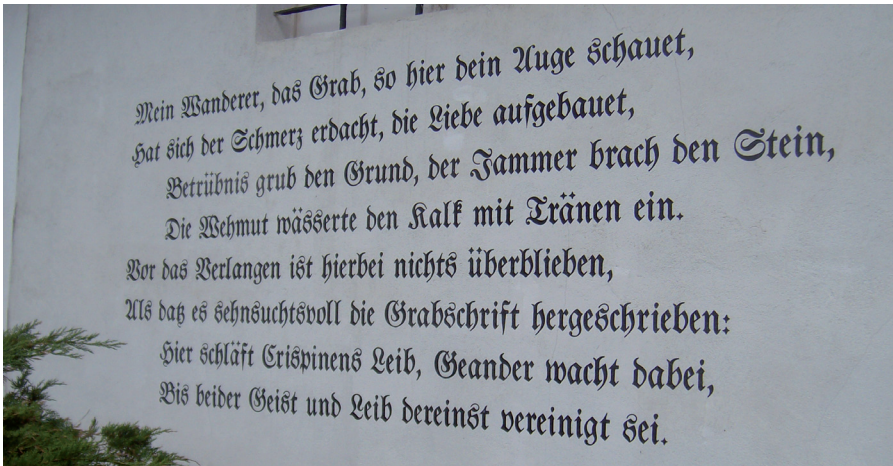 Mein Wanderer, das Grab, so hier dein Auge schauet,
Hat sich der Schmerz erdacht, die Liebe aufgebauet,
Betrübnis grub den Grund, der Jammer brach den Stein,
Die Wehmut wässerte den Kalk mit Tränen ein.
Vor das Verlangen ist hierbei nichts überblieben,
Als daß es sehnsuchtsvoll die Grabschrift hergeschrieben:
Hier schläft Crispinens Leib, Geander wacht dabei,
Bis beider Geist und Leib dereinst vereinigt sei.